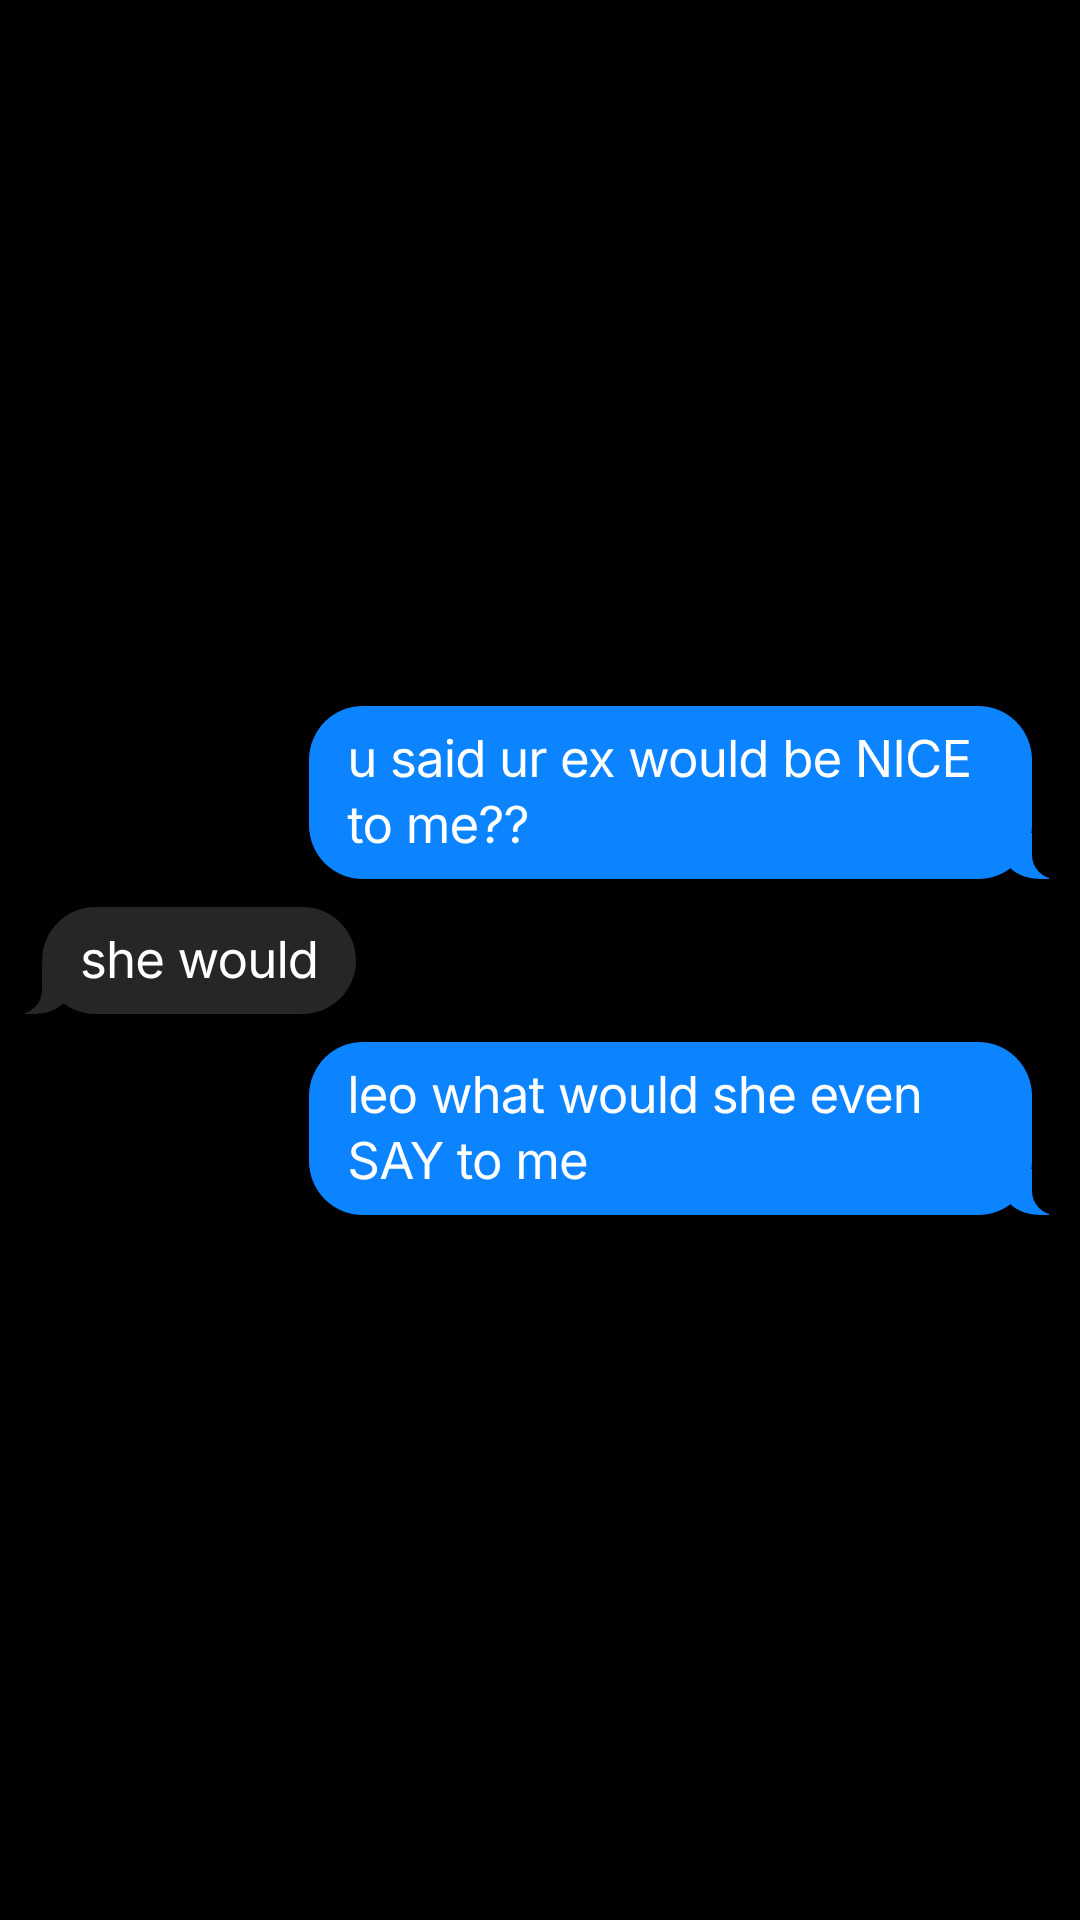 u said ur ex would be NICE
to me??
she would
leo what would she even
SAY to me